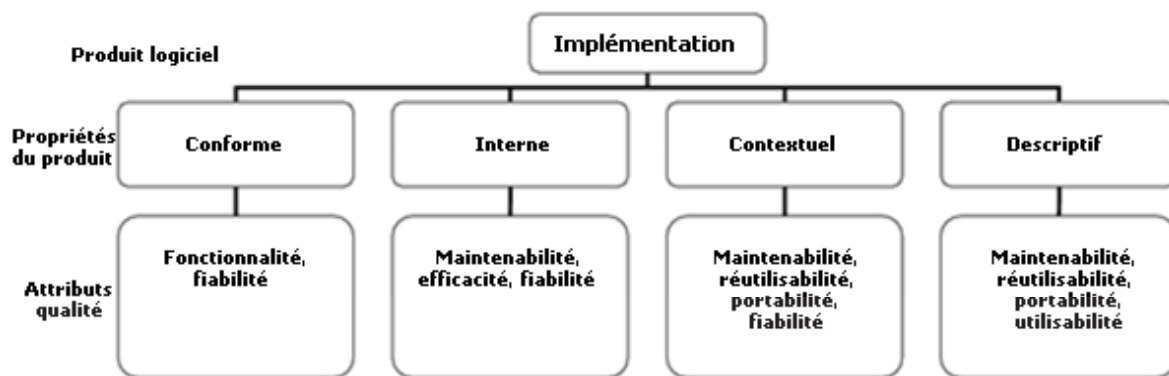 Produit logiciel
Implémentation
Propriétés
du produit
Conforme
Interne
Contextuel
Descriptif
Attributs
qualité
Fonctionnalité,
fiabilité
Maintenabilité,
efficacité, fiabilité
Maintenabilité,
réutilisabilité,
portabilité,
fiabilité
Maintenabilité,
réutilisabilité,
portabilité,
utilisabilité